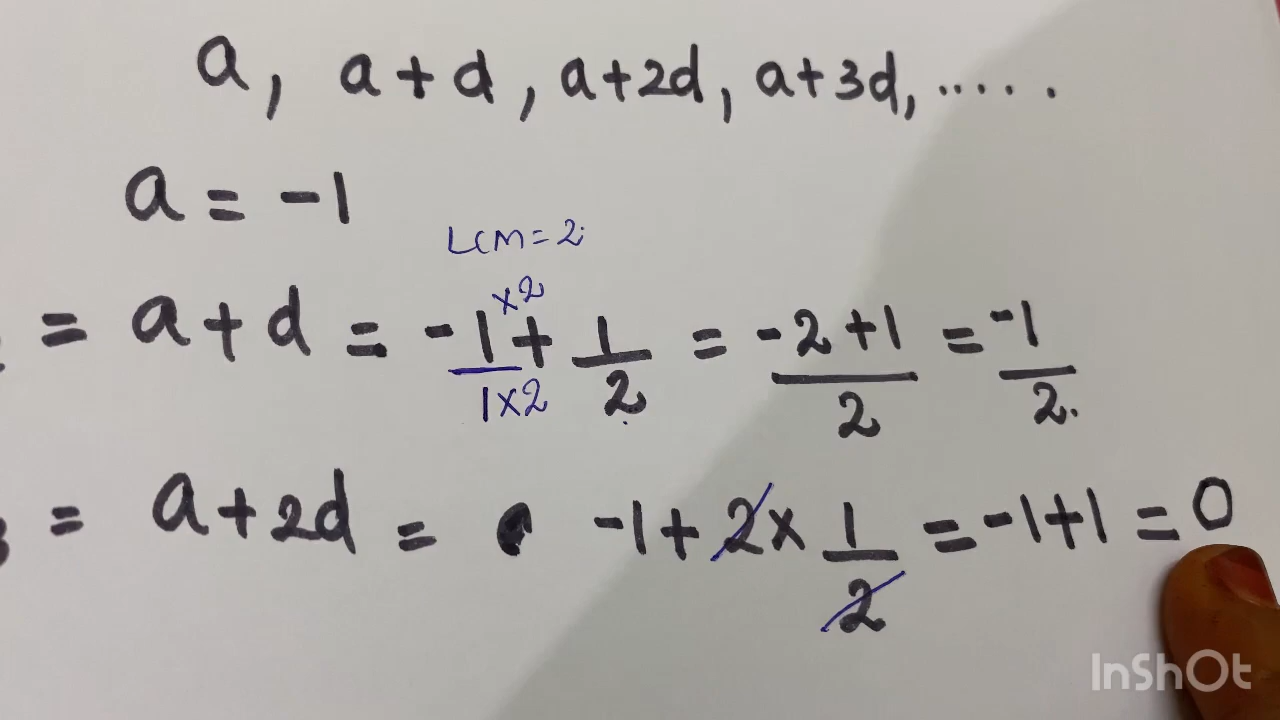 a, a+d, a+2d, a+3d, .....
a = -1
LCM = 2
×2
= a+d = -1/1×2 + 1/2 = -2+1/2 = -1/2.
= a+2d = -1+2× 1/2 = -1+1 = 0
InShOt